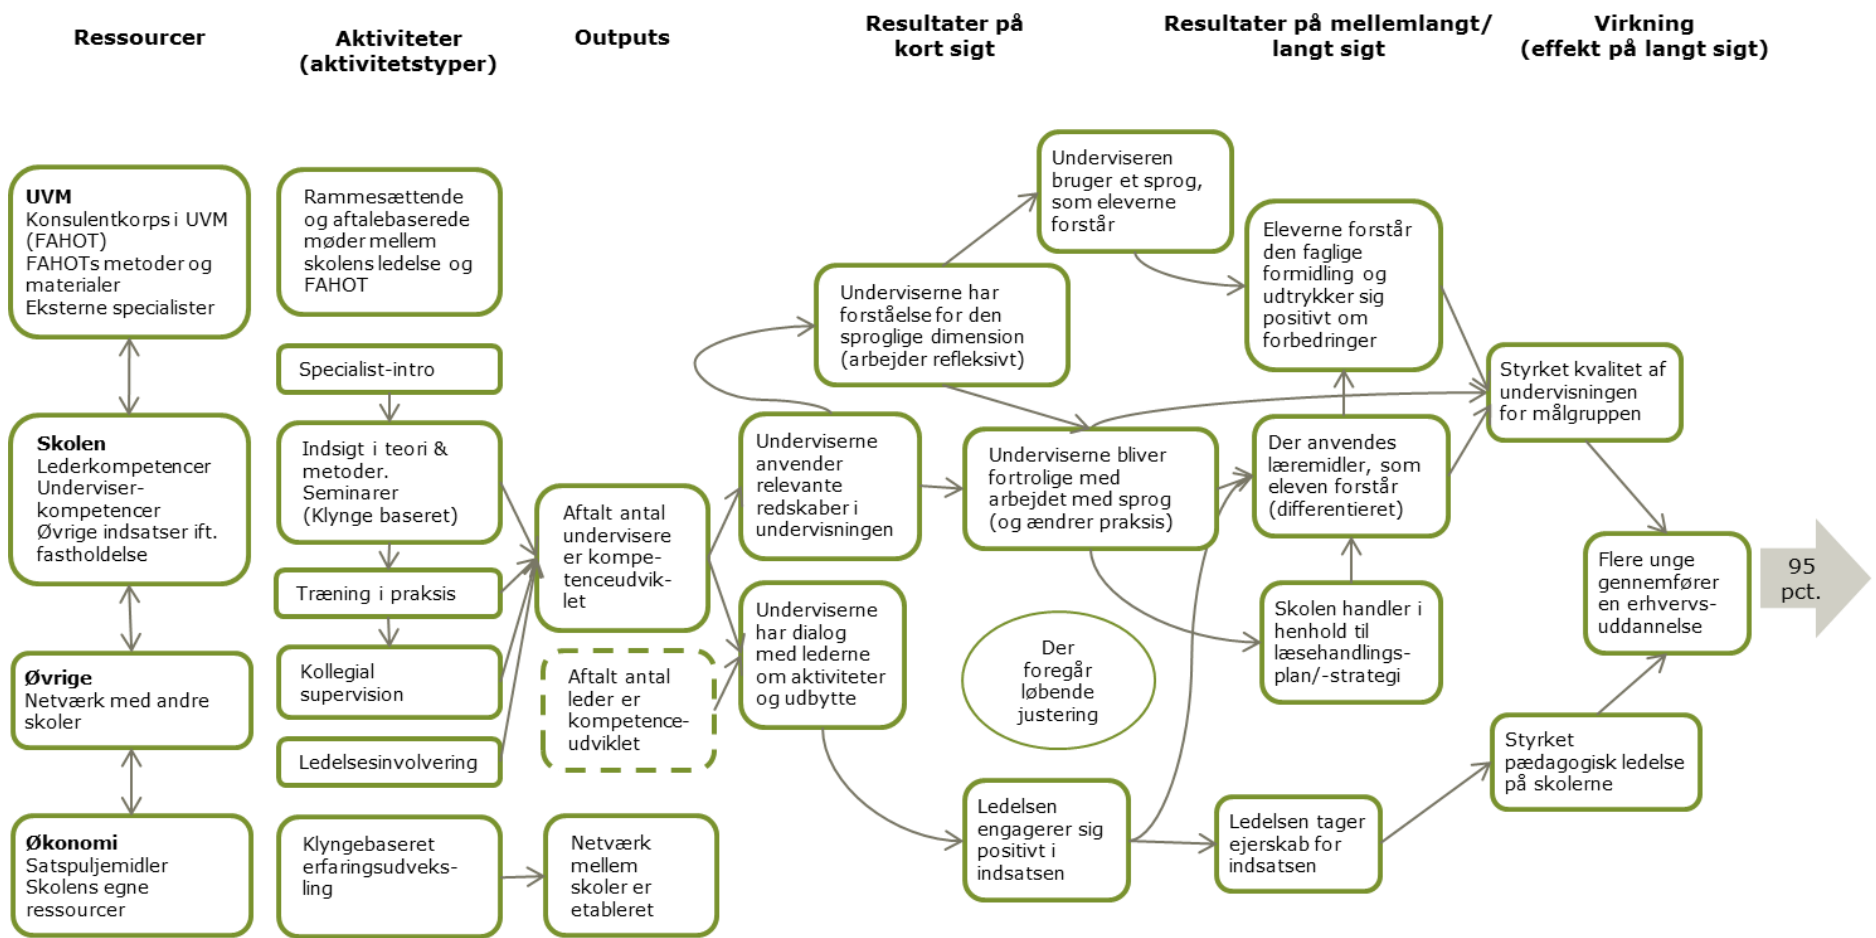 Ressourcer
Aktiviteter
(aktivitetstyper)
Outputs
Resultater på
kort sigt
Resultater på mellemlangt/
langt sigt
Virkning
(effekt på langt sigt)
UVM
Konsulentkorps i UVM
(FAHOT)
FAHOTs metoder og
materialer
Eksterne specialister
Skolen
Lederkompetencer
Underviser-
kompetencer
Øvrige indsatser ift.
fastholdelse
Øvrige
Netværk med andre
skoler
Økonomi
Satspuljemidler
Skolens egne
ressourcer
Rammesættende
og aftalebaserede
møder mellem
skolens ledelse og
FAHOT
Specialist-intro
Indsigt i teori &
metoder.
Seminarer
(Klynge baseret)
Træning i praksis
Kollegial
supervision
Ledelsesinvolvering
Klyngebaseret
erfaringsudveks-
ling
Aftalt antal
undervisere
er kompe-
tenceudvik-
let
Aftalt antal
leder er
kompetence-
udviklet
Netværk
mellem
skoler er
etableret
Underviserne
anvender
relevante
redskaber i
undervisningen
Underviserne
har dialog
med lederne
om aktiviteter
og udbytte
Underviserne har
forståelse for den
sproglige dimension
(arbejder refleksivt)
Underviseren
bruger et sprog,
som eleverne
forstår
Underviserne bliver
fortrolige med
arbejdet med sprog
(og ændrer praksis)
Der
foregår
løbende
justering
Ledelsen
engagerer sig
positivt i
indsatsen
Eleverne forstår
den faglige
formidling og
udtrykker sig
positivt om
forbedringer
Der anvendes
læremidler, som
eleven forstår
(differentieret)
Skolen handler i
henhold til
læsehandlings-
plan/-strategi
Ledelsen tager
ejerskab for
indsatsen
Styrket kvalitet af
undervisningen
for målgruppen
Flere unge
gennemfører
en erhvervs-
uddannelse
Styrket
pædagogisk ledelse
på skolerne
95
pct.